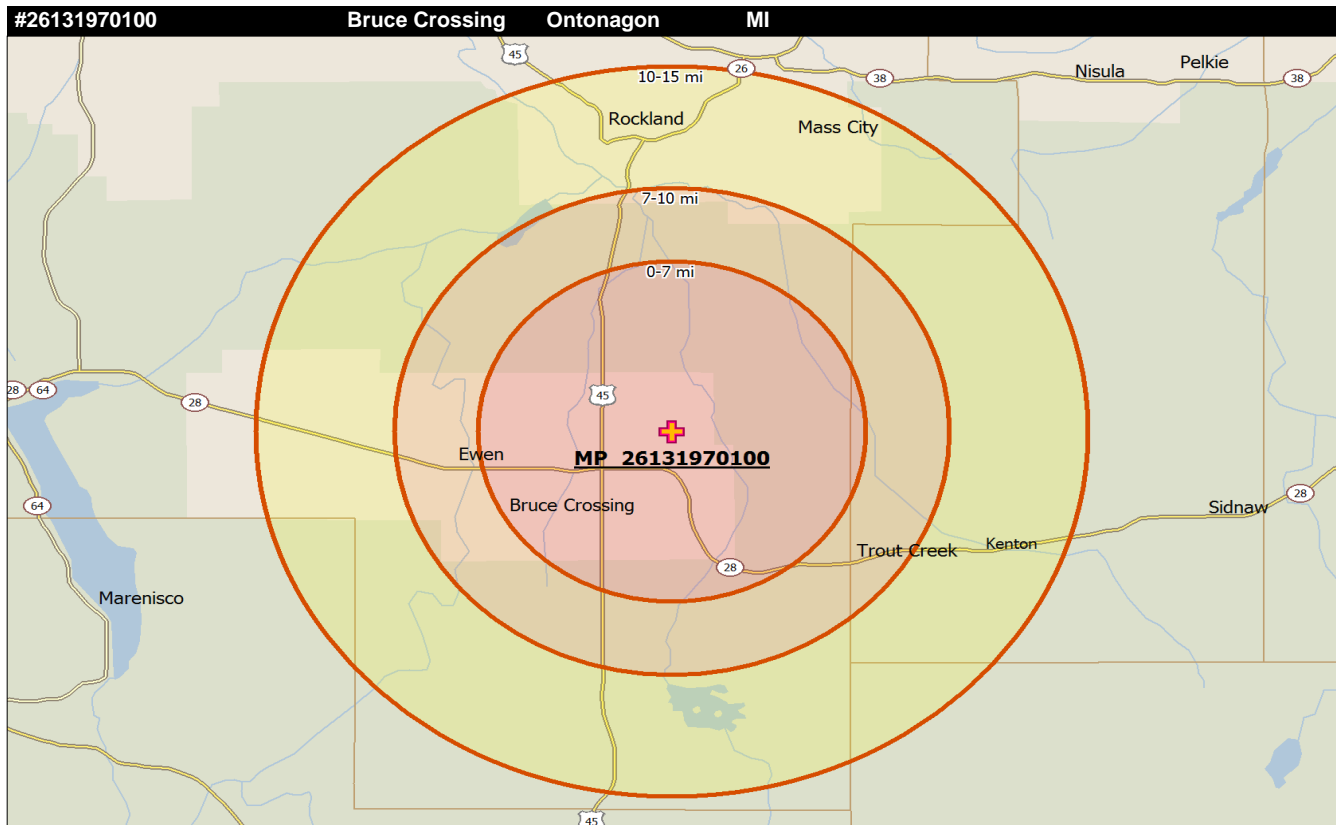 #26131970100 Bruce Crossing Ontonagon MI
45
10-15 mi
26
38
Nisula
Pelkie
38
Rockland
Mass City
7-10 mi
0-7 mi
28
64
28
45
Ewen
MP 26131970100
64
Bruce Crossing
28
Sidnaw
Trout Creek
Kenton
28
Marenisco
45